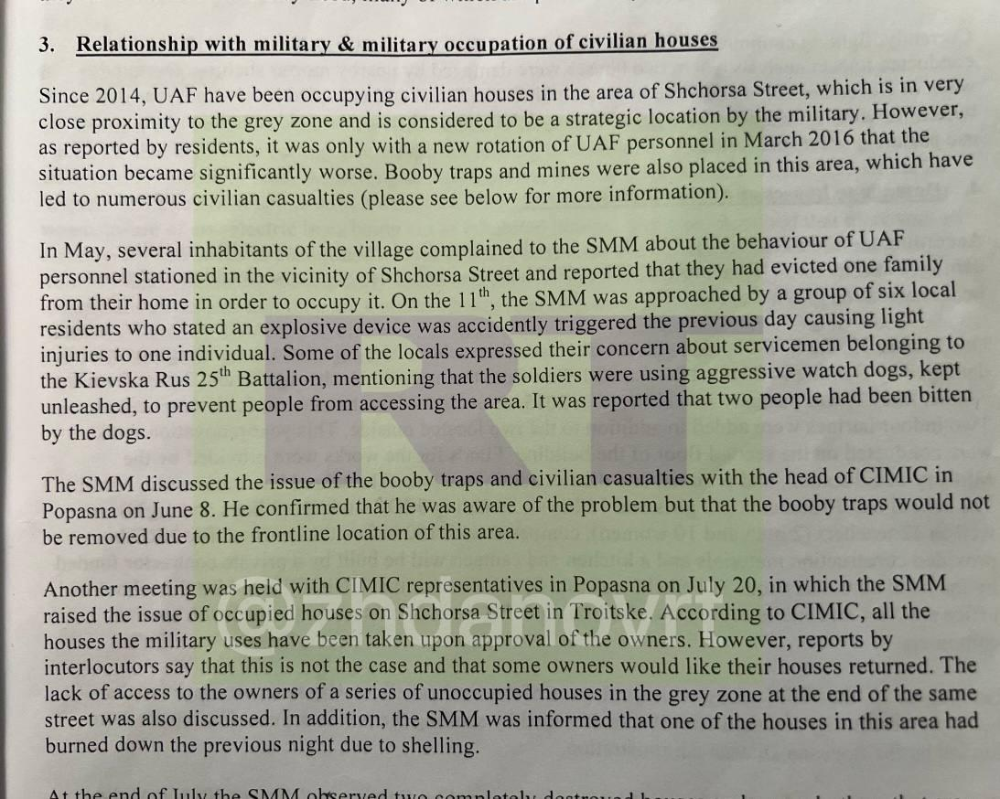 3. Relationship with military & military occupation of civilian houses
Since 2014, UAF have been occupying civilian houses in the area of Shchorsa Street, which is in very
close proximity to the grey zone and is considered to be a strategic location by the military. However,
as reported by residents, it was only with a new rotation of UAF personnel in March 2016 that the
situation became significantly worse. Booby traps and mines were also placed in this area, which have
led to numerous civilian casualties (please see below for more information).
In May, several inhabitants of the village complained to the SMM about the behaviour of UAF
personnel stationed in the vicinity of Shchorsa Street and reported that they had evicted one family
from their home in order to occupy it. On the 11th, the SMM was approached by a group of six local
residents who stated an explosive device was accidently triggered the previous day causing light
injuries to one individual. Some of the locals expressed their concern about servicemen belonging to
the Kievska Rus 25th Battalion, mentioning that the soldiers were using aggressive watch dogs, kept
unleashed, to prevent people from accessing the area. It was reported that two people had been bitten
by the dogs.
The SMM discussed the issue of the booby traps and civilian casualties with the head of CIMIC in
Popasna on June 8. He confirmed that he was aware of the problem but that the booby traps would not
be removed due to the frontline location of this area.
Another meeting was held with CIMIC representatives in Popasna on July 20, in which the SMM
raised the issue of occupied houses on Shchorsa Street in Troitske. According to CIMIC, all the
houses the military uses have been taken upon approval of the owners. However, reports by
interlocutors say that this is not the case and that some owners would like their houses returned. The
lack of access to the owners of a series of unoccupied houses in the grey zone at the end of the same
street was also discussed. In addition, the SMM was informed that one of the houses in this area had
burned down the previous night due to shelling.
At the end of July the SMM observed two completely destroyed
RT
@zhdanovrt